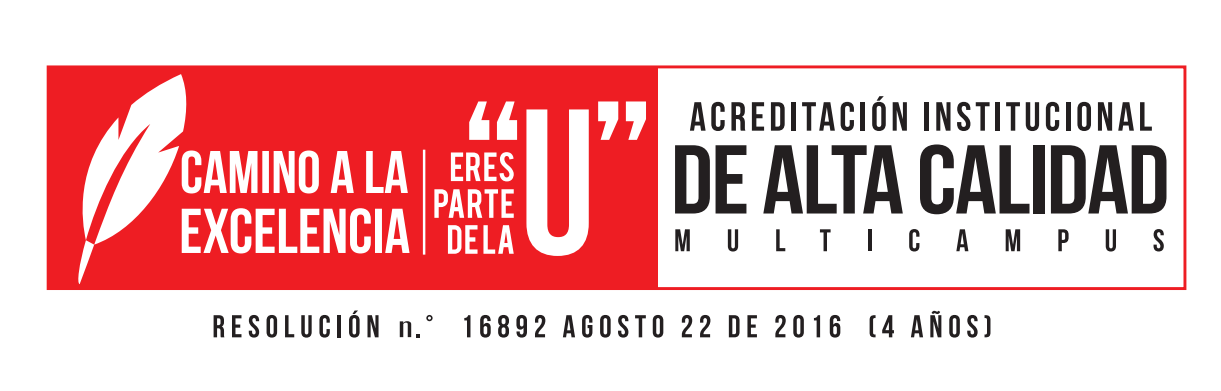 CAMINO A LA
EXCELENCIA
ERES
PARTE
DE LA
“U”
ACREDITACIÓN INSTITUCIONAL
DE ALTA CALIDAD
MULTICAMPUS
RESOLUCIÓN n.° 16892 AGOSTO 22 DE 2016 (4 AÑOS)